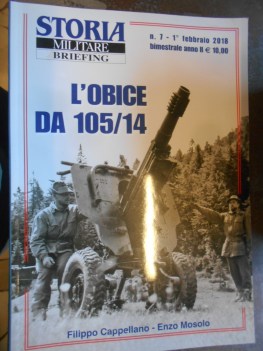 STORIA
MILITARE
BRIEFING
n. 7 - 1° febbraio 2018
bimestrale anno II € 10,00
L'OBICE
DA 105/14
Filippo Cappellano - Enzo Mosolo